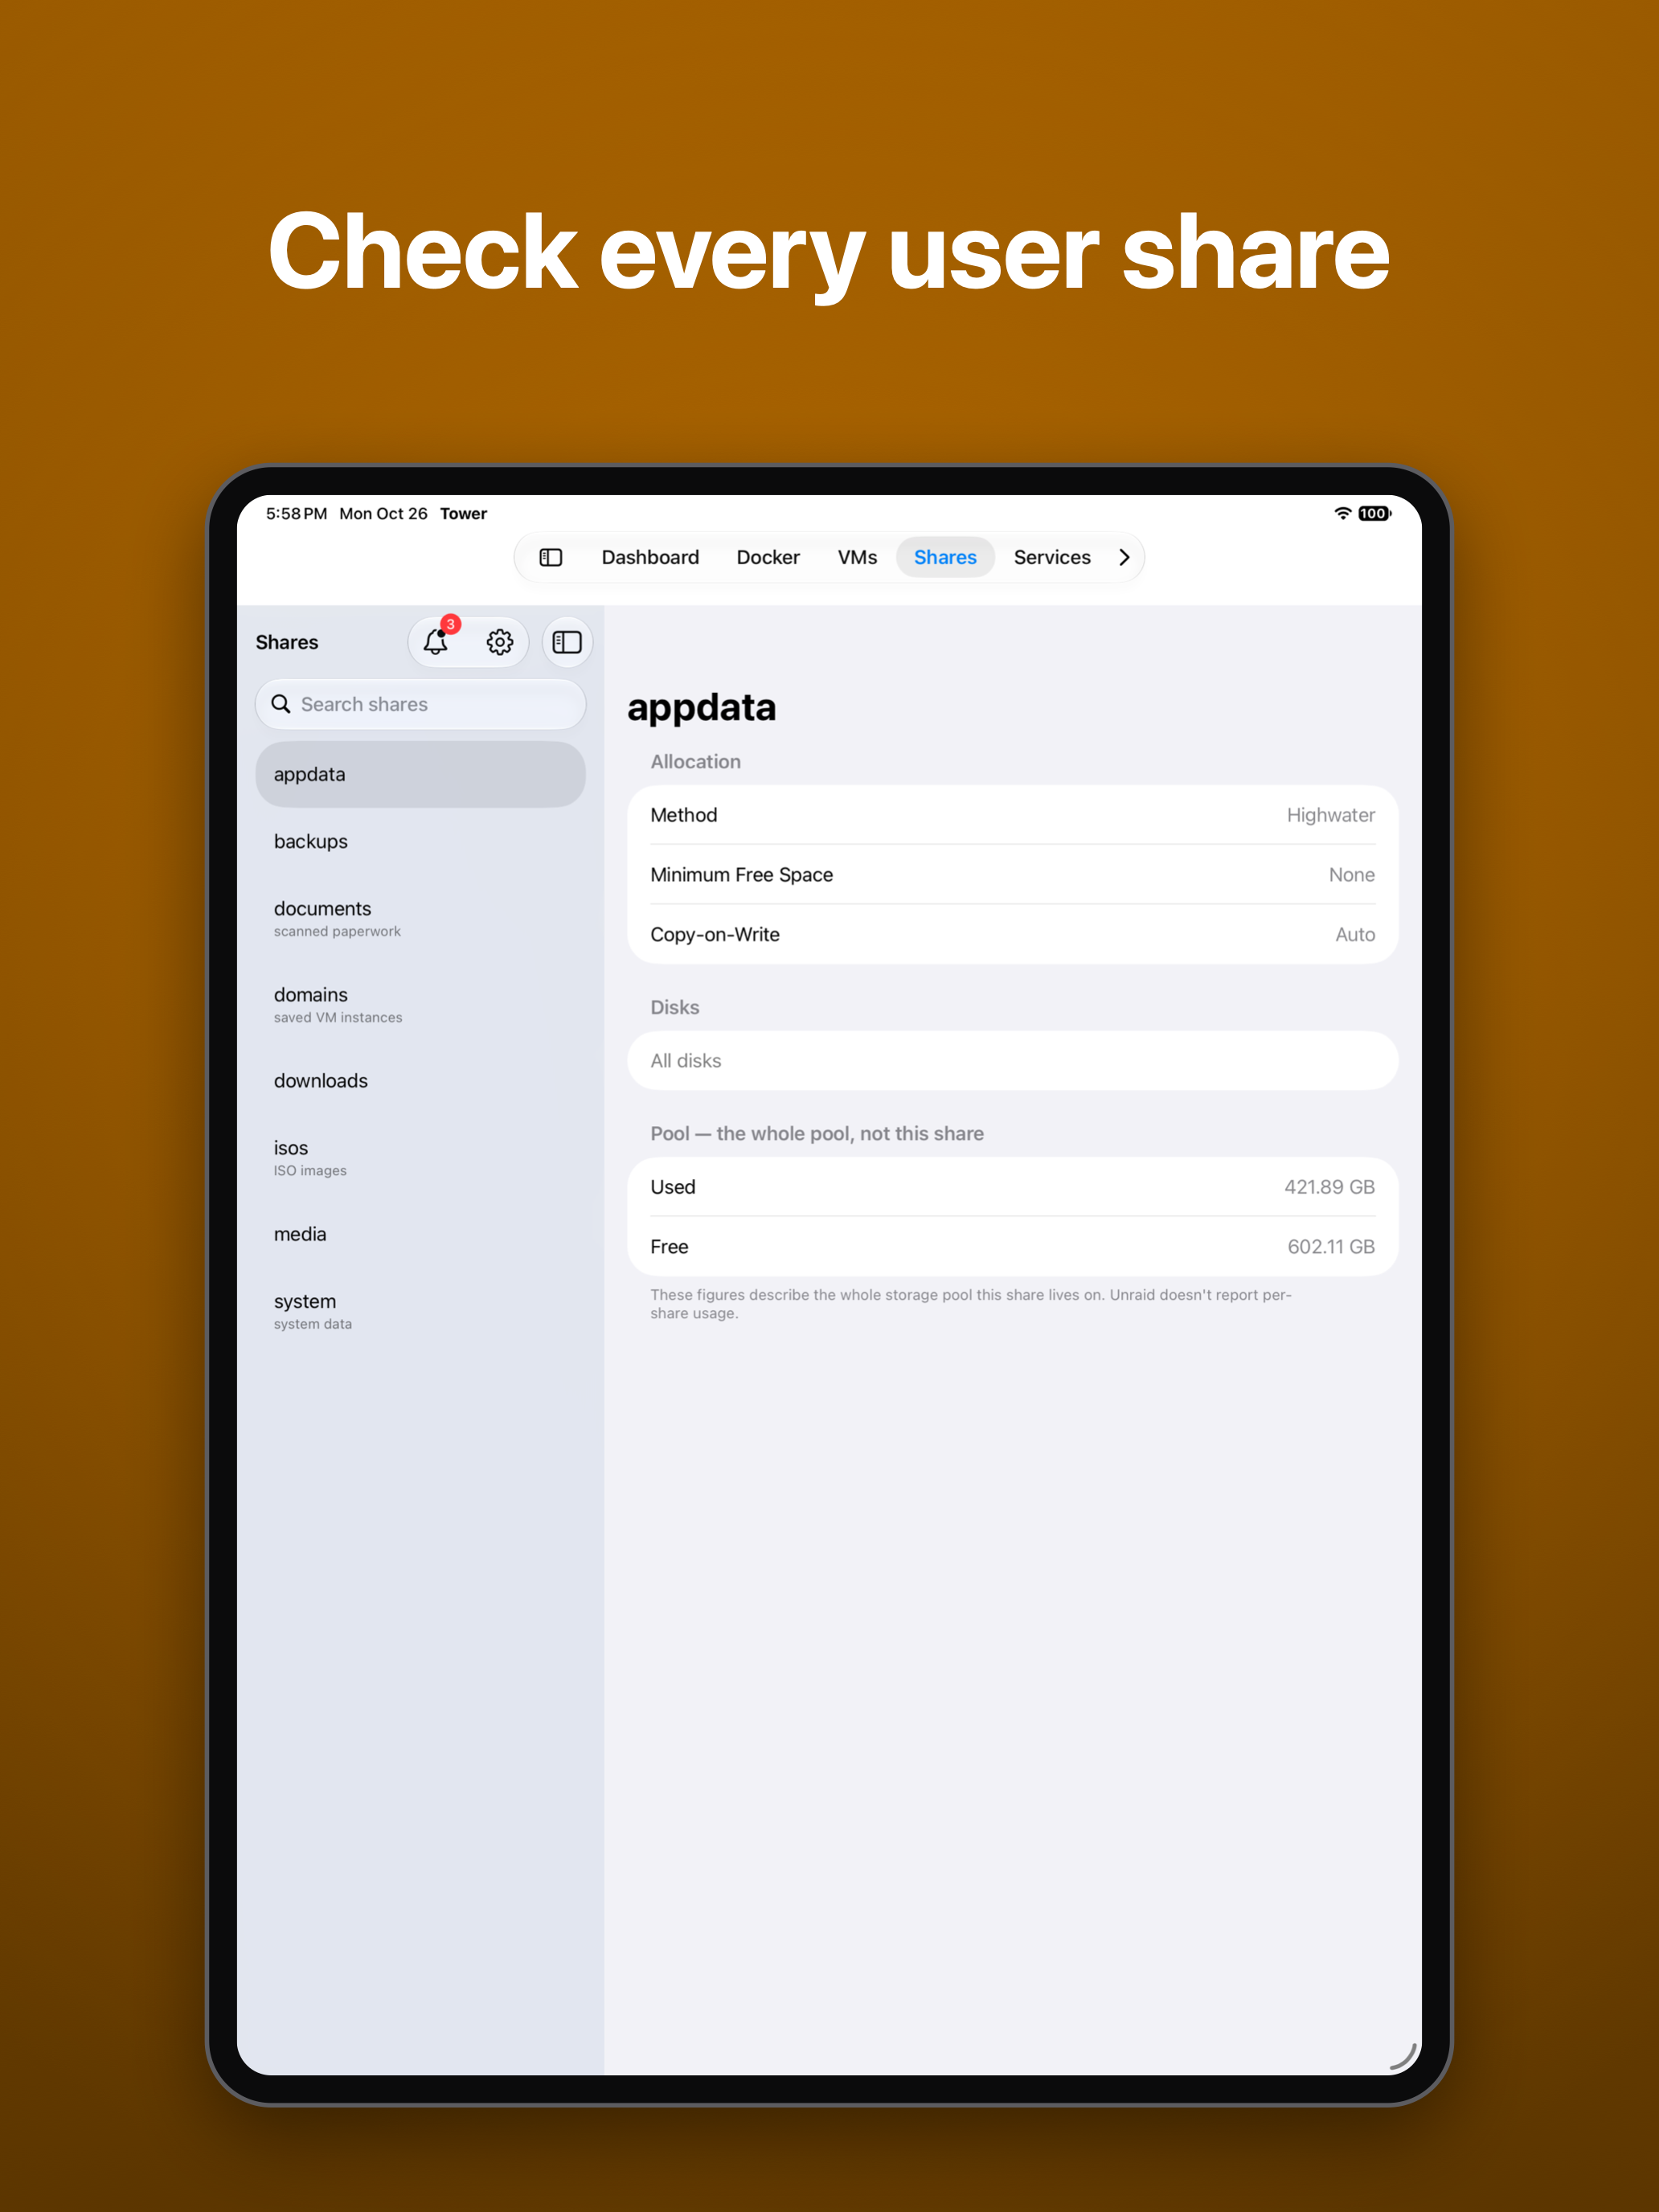 Check every user share
5:58 PM Mon Oct 26 Tower
100
Dashboard Docker VMs Shares Services
Shares
3
Search shares
appdata
backups
documents
scanned paperwork
domains
saved VM instances
downloads
isos
ISO images
media
system
system data
appdata
Allocation
Method Highwater
Minimum Free Space None
Copy-on-Write Auto
Disks
All disks
Pool — the whole pool, not this share
Used 421.89 GB
Free 602.11 GB
These figures describe the whole storage pool this share lives on. Unraid doesn't report per-
share usage.